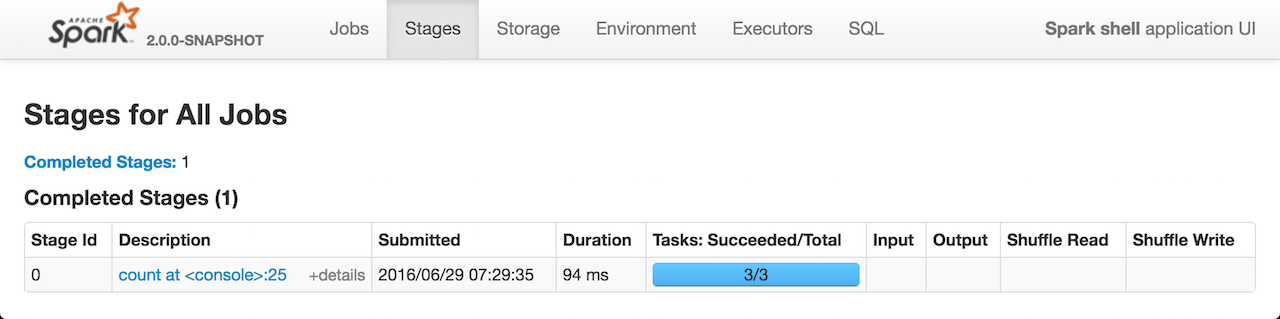 APACHE
Spark 2.0.0-SNAPSHOT Jobs Stages Storage Environment Executors SQL Spark shell application UI
Stages for All Jobs
Completed Stages: 1
Completed Stages (1)
Stage Id Description Submitted Duration Tasks: Succeeded/Total Input Output Shuffle Read Shuffle Write
0 count at <console>:25 +details 2016/06/29 07:29:35 94 ms 3/3